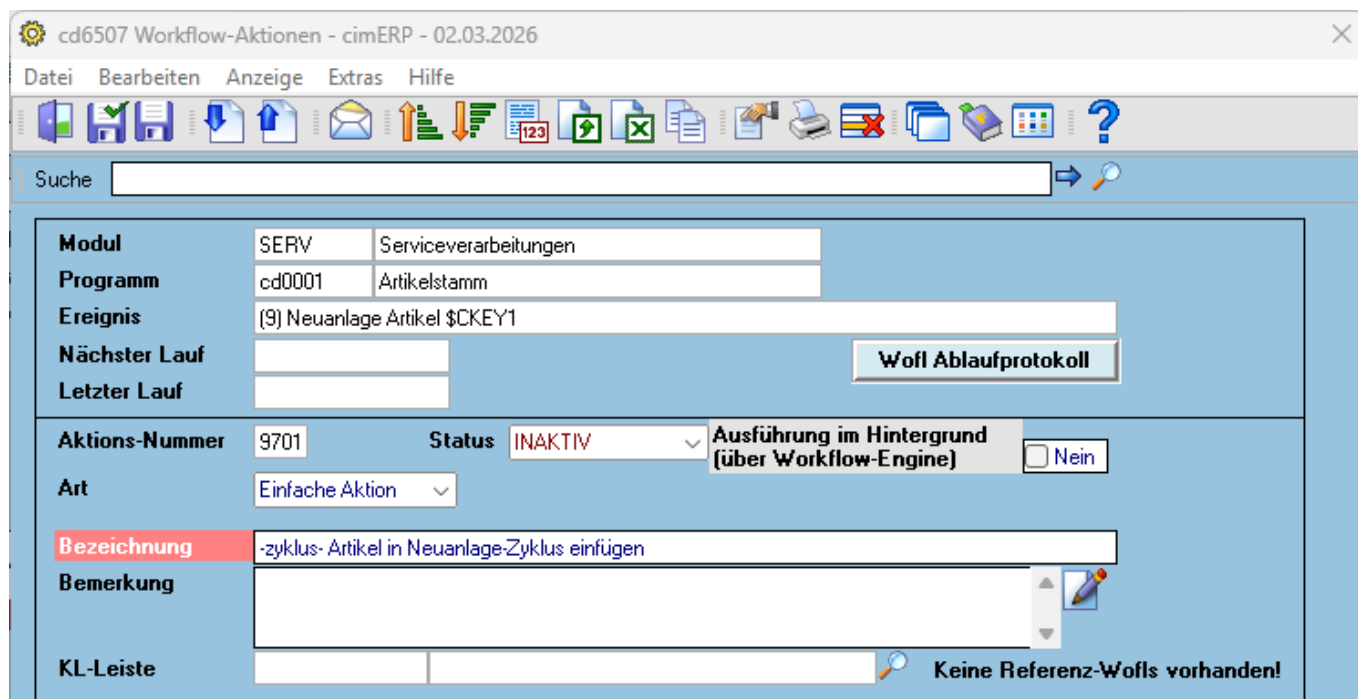 cd6507 Workflow-Aktionen - cimERP - 02.03.2026
Datei Bearbeiten Anzeige Extras Hilfe
123
Suche
Modul SERV Serviceverarbeitungen
Programm cd0001 Artikelstamm
Ereignis (9) Neuanlage Artikel $CKEY1
Nächster Lauf Wofl Ablaufprotokoll
Letzter Lauf
Aktions-Nummer 9701 Status INAKTIV Ausführung im Hintergrund
(über Workflow-Engine) Nein
Art Einfache Aktion
Bezeichnung -zyklus- Artikel in Neuanlage-Zyklus einfügen
Bemerkung
KL-Leiste Keine Referenz-Wofls vorhanden!